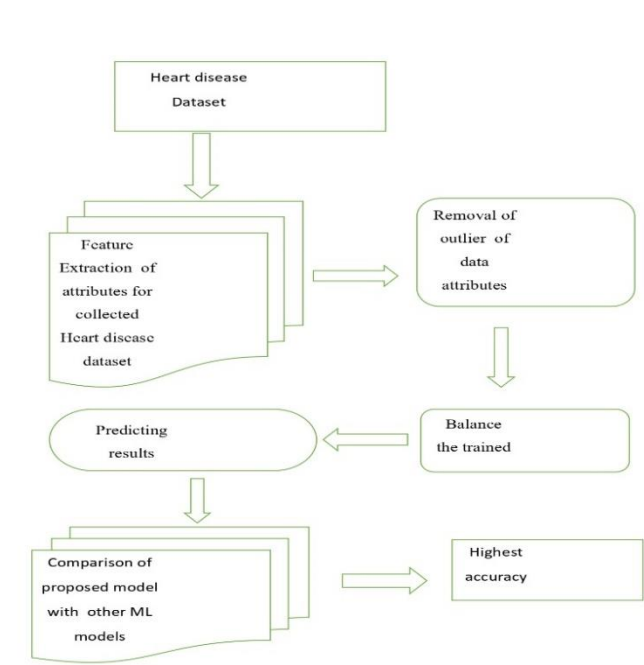 Heart disease
Dataset
Feature
Extraction of
attributes for
collected
Heart disease
dataset
Removal of
outlier of
data
attributes
Balance
the trained
Predicting
results
Comparison of
proposed model
with other ML
models
Highest
accuracy